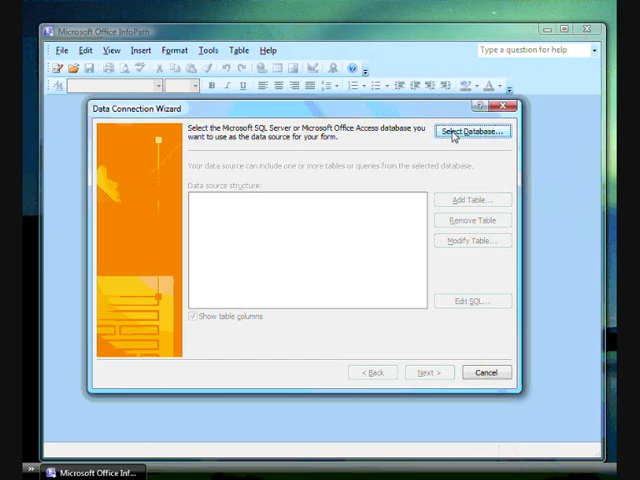 Microsoft Office InfoPath
File Edit View Insert Format Tools Table Help
Type a question for help
B I U
Data Connection Wizard
Select the Microsoft SQL Server or Microsoft Office Access database you
want to use as the data source for your form.
Select Database...
Your data source can include one or more tables or queries from the selected database.
Data source structure:
Add Table...
Remove Table
Modify Table...
Edit SQL...
Show table columns
< Back
Next >
Cancel
Microsoft Office Inf...